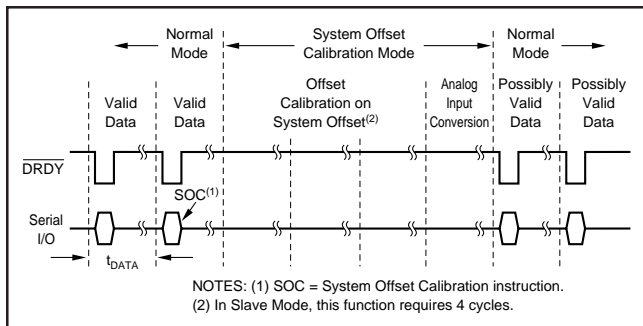 Normal
Mode
System Offset
Calibration Mode
Normal
Mode
Valid
Data
Valid
Data
Offset
Calibration on
System Offset(2)
Analog
Input
Conversion
Possibly
Valid
Data
Possibly
Valid
Data
DRDY
SOC(1)
Serial
I/O
tDATA
NOTES: (1) SOC = System Offset Calibration instruction.
(2) In Slave Mode, this function requires 4 cycles.